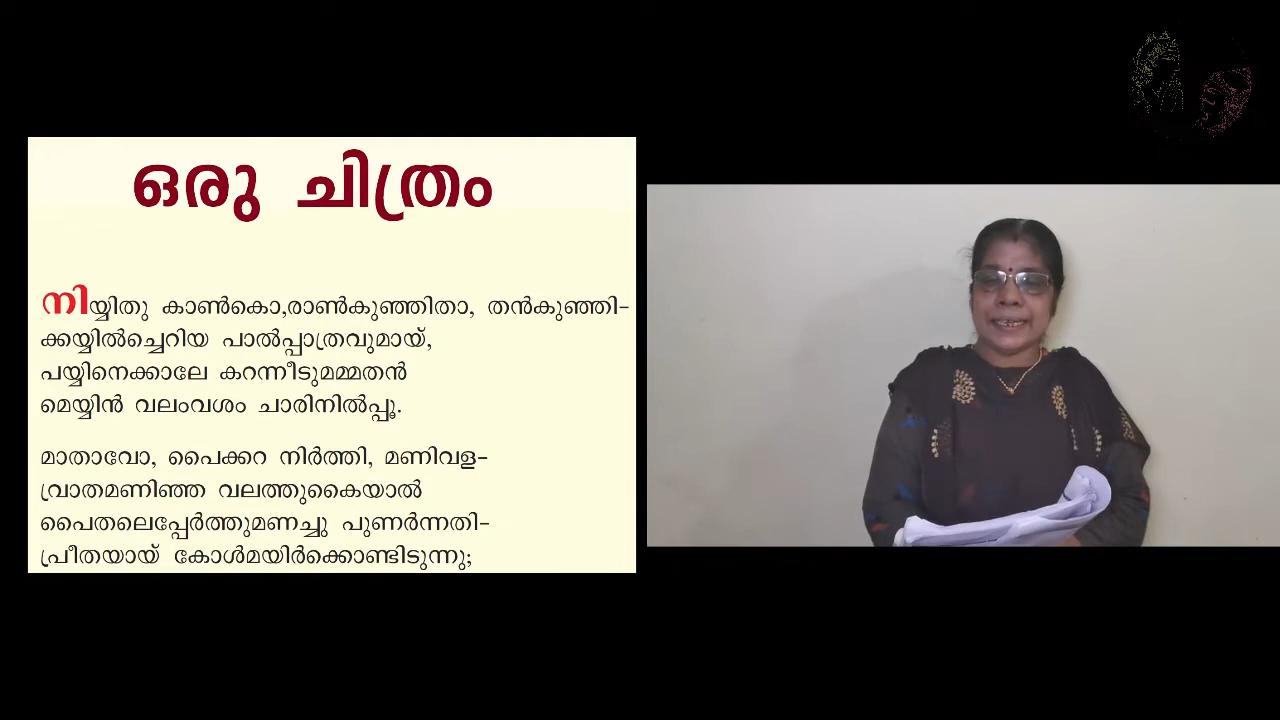 ഒരു ചിത്രം
നിയ്യിതു കാൺകൊ,രാൺകുഞ്ഞിതാ, തൻകുഞ്ഞി-
ക്കയ്യിൽച്ചെറിയ പാൽപ്പാത്രവുമായ്,
പയ്യിനെക്കാലേ കറന്നീടുമമ്മതൻ
മെയ്യിൻ വലംവശം ചാരിനിൽപ്പൂ.
മാതാവോ, പൈക്കറ നിർത്തി, മണിവള-
വ്രാതമണിഞ്ഞ വലത്തുകൈയാൽ
പൈതലെപ്പേർത്തുമണച്ചു പുണർന്നതി-
പ്രീതയായ് കോൾമയിർക്കൊണ്ടിടുന്നു;